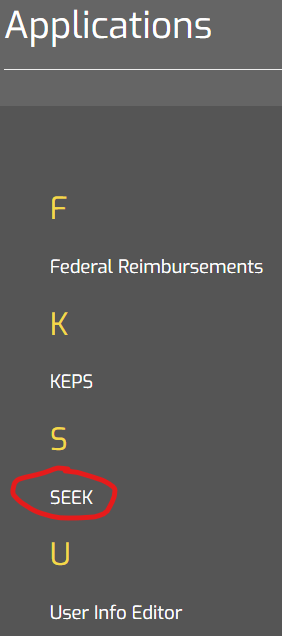 Applications
F
Federal Reimbursements
K
KEPS
S
SEEK
U
User Info Editor